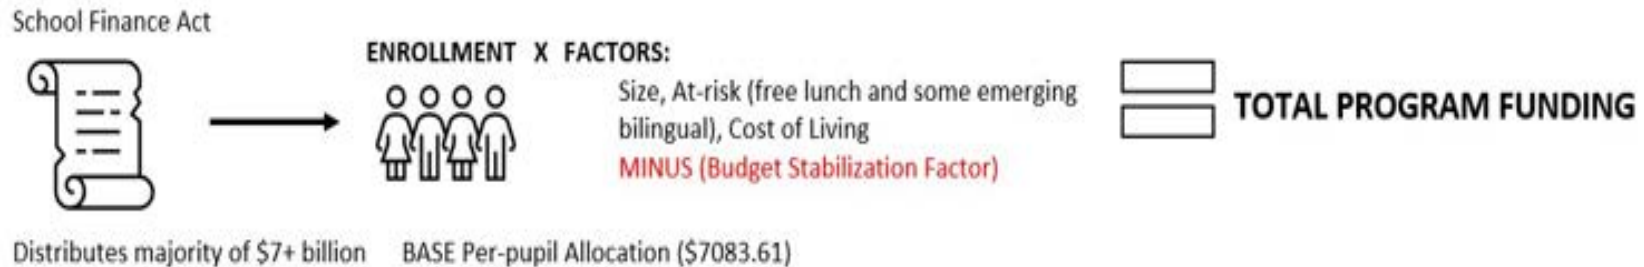 School Finance Act
ENROLLMENT X FACTORS:
Size, At-risk (free lunch and some emerging
bilingual), Cost of Living
MINUS (Budget Stabilization Factor)
TOTAL PROGRAM FUNDING
Distributes majority of $7+ billion
BASE Per-pupil Allocation ($7083.61)